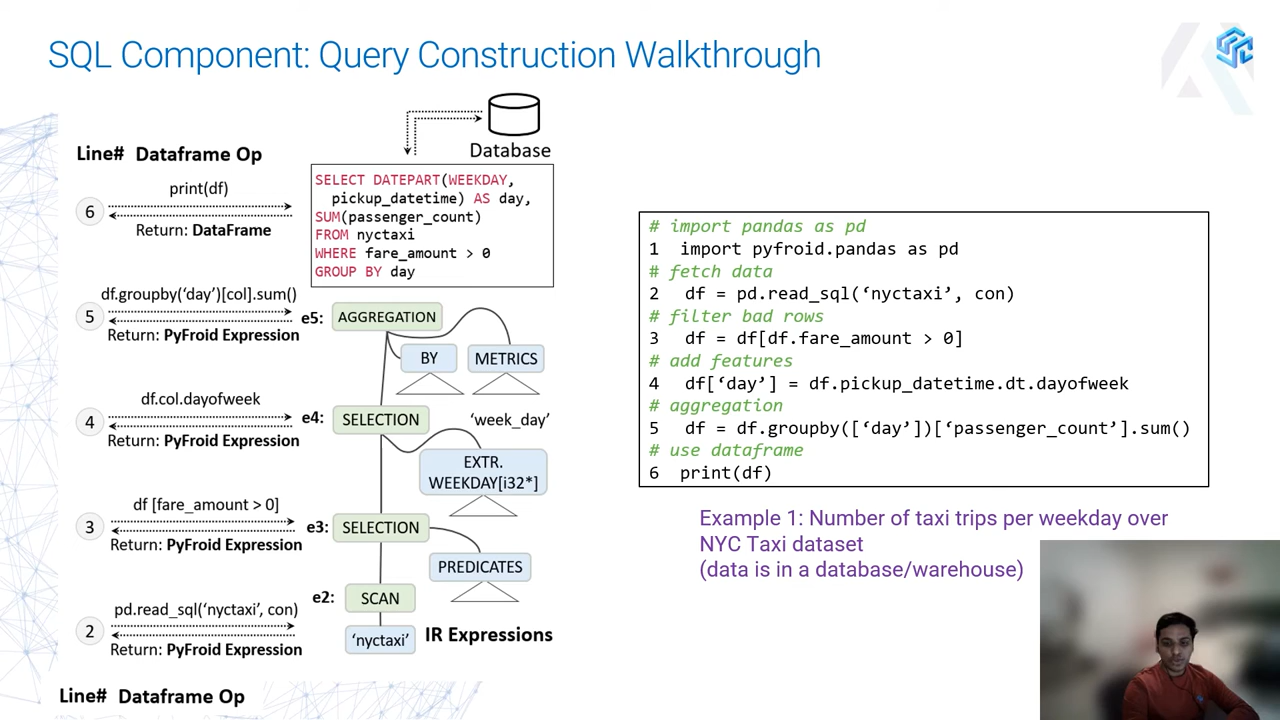 SQL Component: Query Construction Walkthrough
Database
Line# Dataframe Op
6
print(df)
Return: DataFrame
SELECT DATEPART(WEEKDAY,
pickup_datetime) AS day,
SUM(passenger_count)
FROM nyctaxi
WHERE fare_amount > 0
GROUP BY day
5
df.groupby(‘day’)[col].sum()
Return: PyFroid Expression
e5:
AGGREGATION
BY
METRICS
4
df.col.dayofweek
Return: PyFroid Expression
e4:
SELECTION
‘week_day’
EXTR.
WEEKDAY[i32*]
3
df [fare_amount > 0]
Return: PyFroid Expression
e3:
SELECTION
PREDICATES
2
pd.read_sql(‘nyctaxi’, con)
Return: PyFroid Expression
e2:
SCAN
‘nyctaxi’
IR Expressions
Line# Dataframe Op
# import pandas as pd
1 import pyfroid.pandas as pd
# fetch data
2 df = pd.read_sql(‘nyctaxi’, con)
# filter bad rows
3 df = df[df.fare_amount > 0]
# add features
4 df[‘day’] = df.pickup_datetime.dt.dayofweek
# aggregation
5 df = df.groupby([‘day’])[‘passenger_count’].sum()
# use dataframe
6 print(df)
Example 1: Number of taxi trips per weekday over
NYC Taxi dataset
(data is in a database/warehouse)